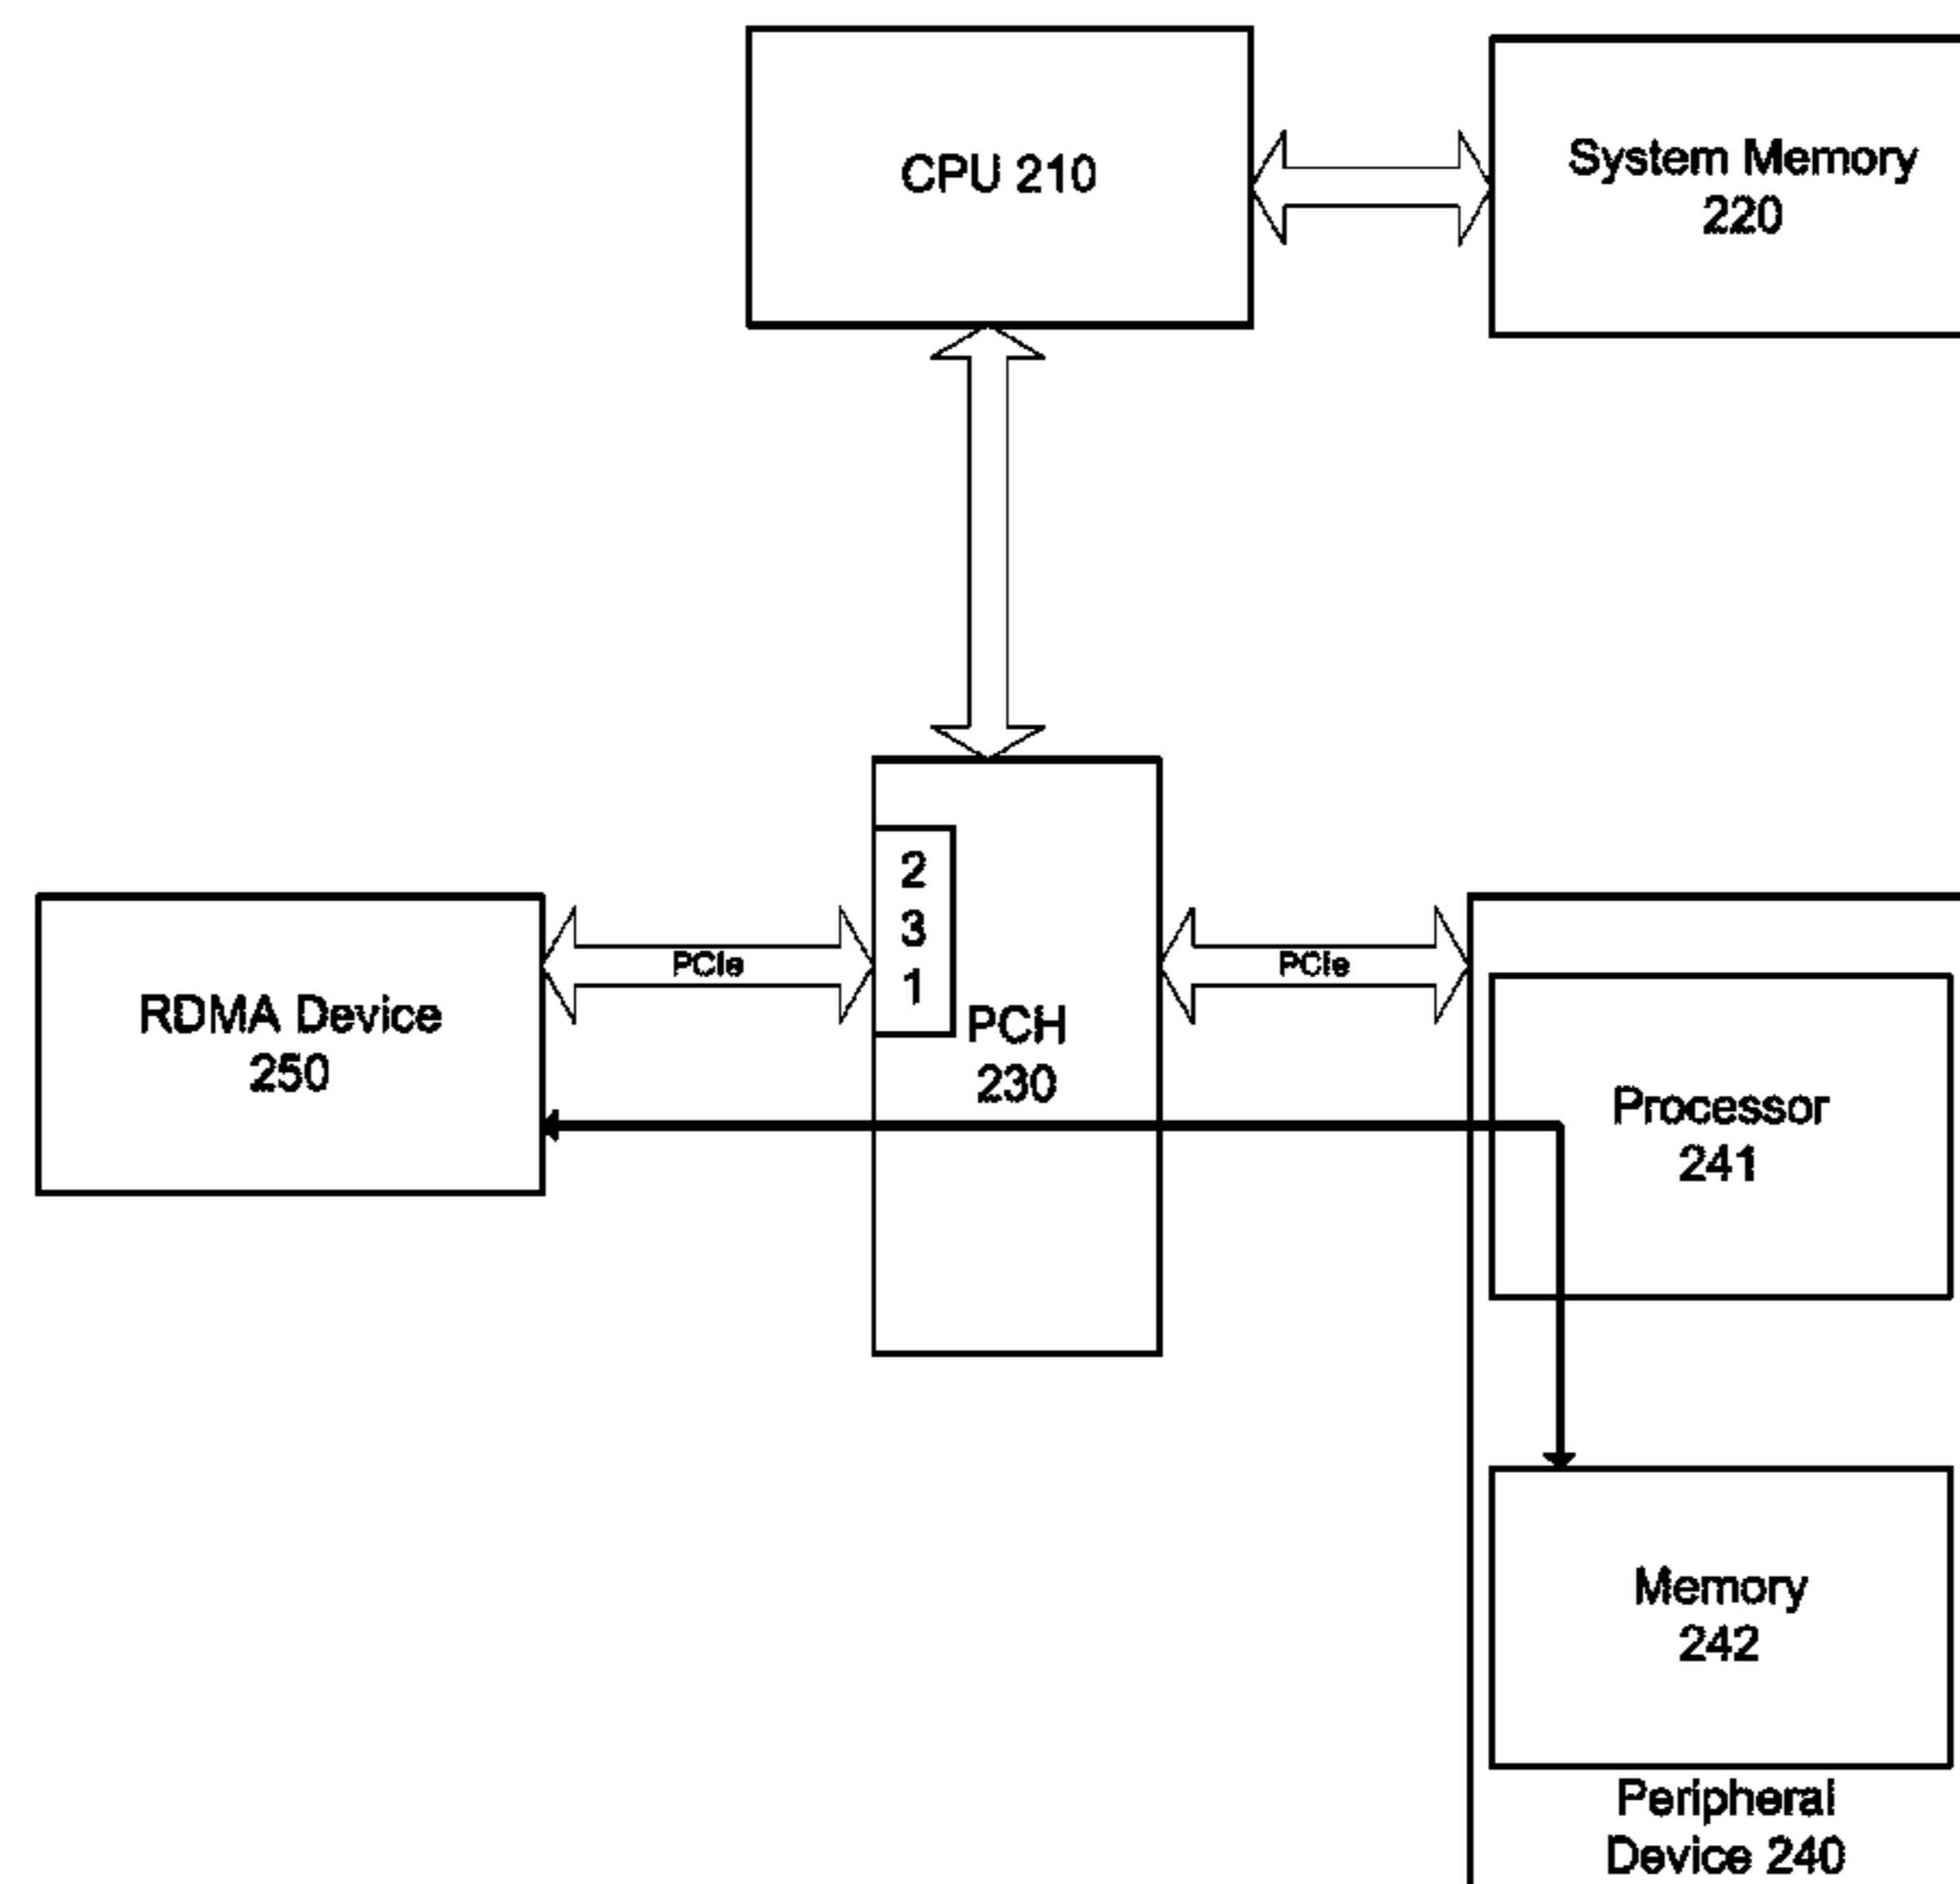 CPU 210
System Memory
220
2
3
1
PCIe
PCIe
RDMA Device
250
PCH
230
Processor
241
Memory
242
Peripheral
Device 240